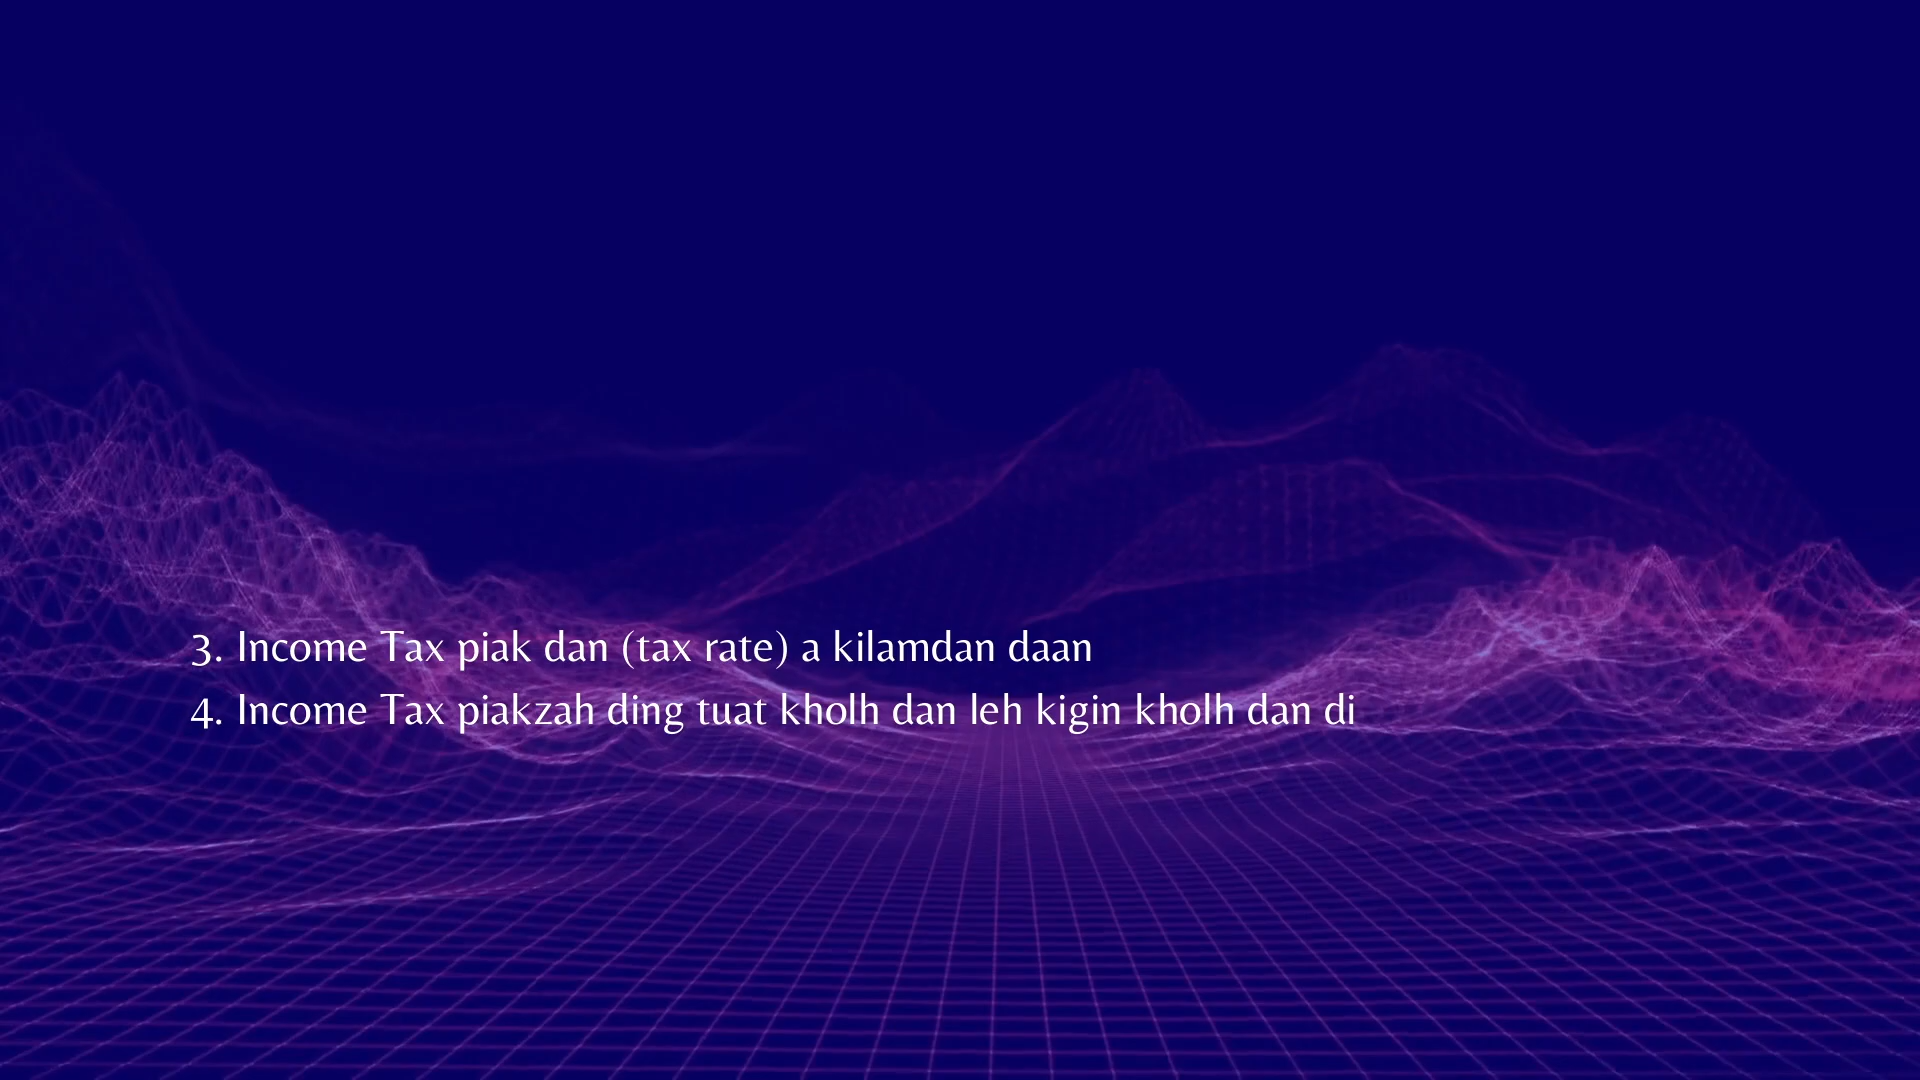 3. Income Tax piak dan (tax rate) a kilamdan daan
4. Income Tax piakzah ding tuat kholh dan leh kigin kholh dan di